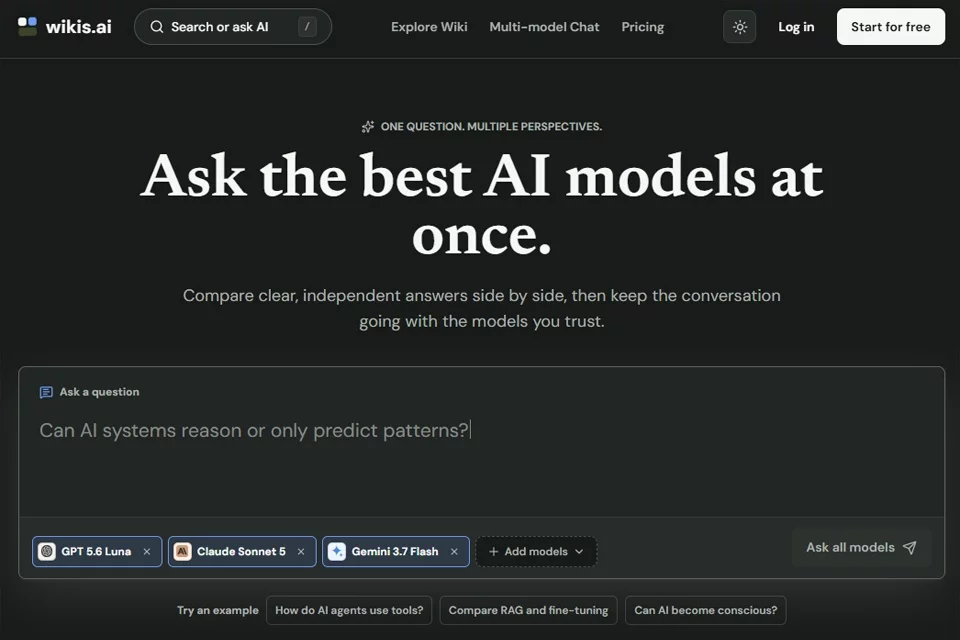 wikis.ai
Search or ask AI /
Explore Wiki
Multi-model Chat
Pricing
Log in
Start for free
ONE QUESTION. MULTIPLE PERSPECTIVES.
Ask the best AI models at
once.
Compare clear, independent answers side by side, then keep the conversation
going with the models you trust.
Ask a question
Can AI systems reason or only predict patterns?
GPT 5.6 Luna ×
Claude Sonnet 5 ×
Gemini 3.7 Flash ×
+ Add models
Ask all models
Try an example
How do AI agents use tools?
Compare RAG and fine-tuning
Can AI become conscious?